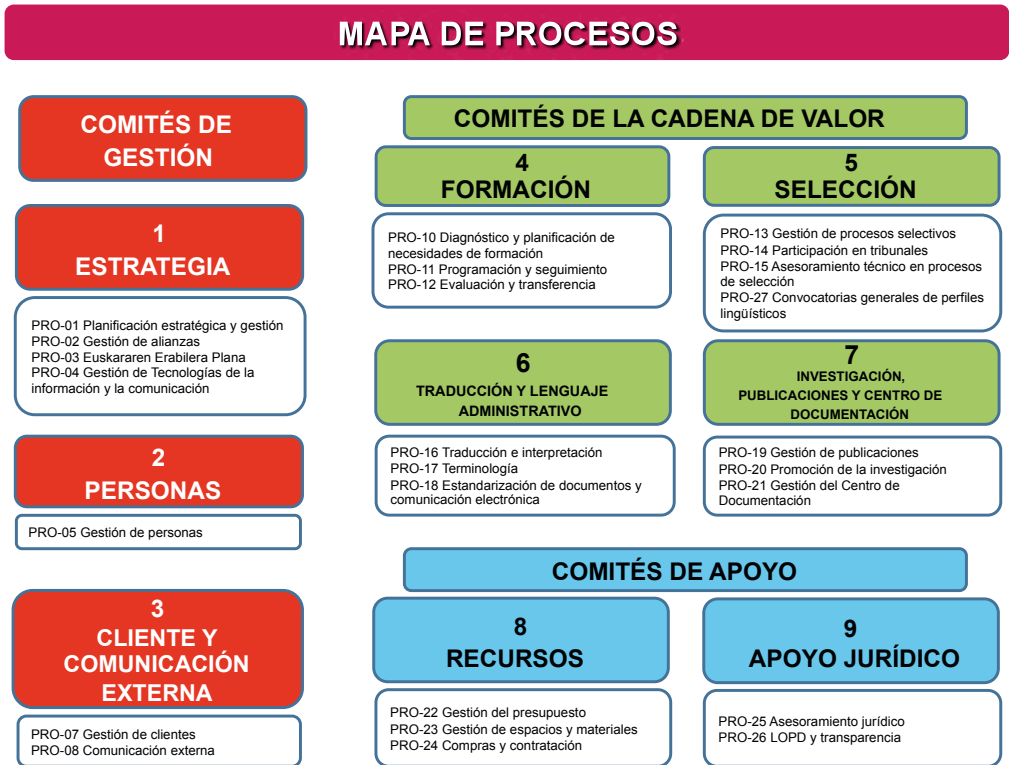 MAPA DE PROCESOS
COMITÉS DE
GESTIÓN
1
ESTRATEGIA
PRO-01 Planificación estratégica y gestión
PRO-02 Gestión de alianzas
PRO-03 Euskararen Erabilera Plana
PRO-04 Gestión de Tecnologías de la
información y la comunicación
2
PERSONAS
PRO-05 Gestión de personas
3
CLIENTE Y
COMUNICACIÓN
EXTERNA
PRO-07 Gestión de clientes
PRO-08 Comunicación externa
COMITÉS DE LA CADENA DE VALOR
4
FORMACIÓN
PRO-10 Diagnóstico y planificación de
necesidades de formación
PRO-11 Programación y seguimiento
PRO-12 Evaluación y transferencia
5
SELECCIÓN
PRO-13 Gestión de procesos selectivos
PRO-14 Participación en tribunales
PRO-15 Asesoramiento técnico en procesos
de selección
PRO-27 Convocatorias generales de perfiles
lingüísticos
6
TRADUCCIÓN Y LENGUAJE
ADMINISTRATIVO
PRO-16 Traducción e interpretación
PRO-17 Terminología
PRO-18 Estandarización de documentos y
comunicación electrónica
7
INVESTIGACIÓN,
PUBLICACIONES Y CENTRO DE
DOCUMENTACIÓN
PRO-19 Gestión de publicaciones
PRO-20 Promoción de la investigación
PRO-21 Gestión del Centro de
Documentación
COMITÉS DE APOYO
8
RECURSOS
PRO-22 Gestión del presupuesto
PRO-23 Gestión de espacios y materiales
PRO-24 Compras y contratación
9
APOYO JURÍDICO
PRO-25 Asesoramiento jurídico
PRO-26 LOPD y transparencia